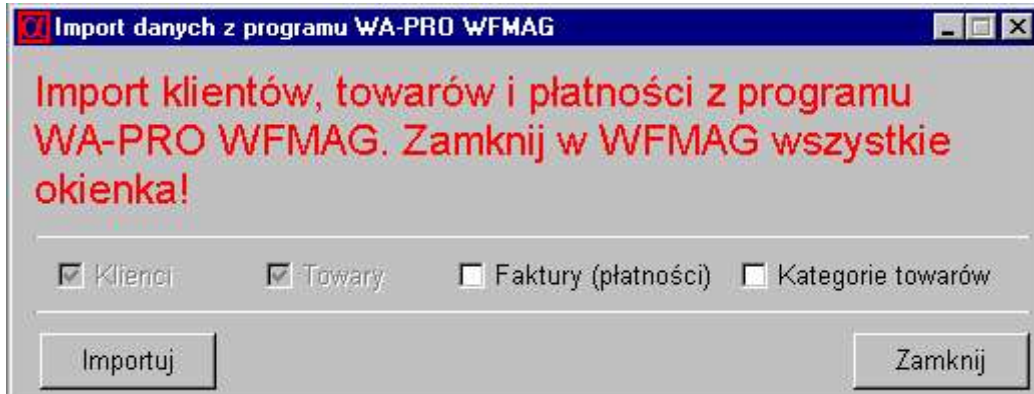 Import danych z programu WA-PRO WFMAG
Import klientów, towarów i płatności z programu
WA-PRO WFMAG. Zamknij w WFMAG wszystkie
okienka!
Klienci Towary Faktury (płatności) Kategorie towarów
Importuj Zamknij